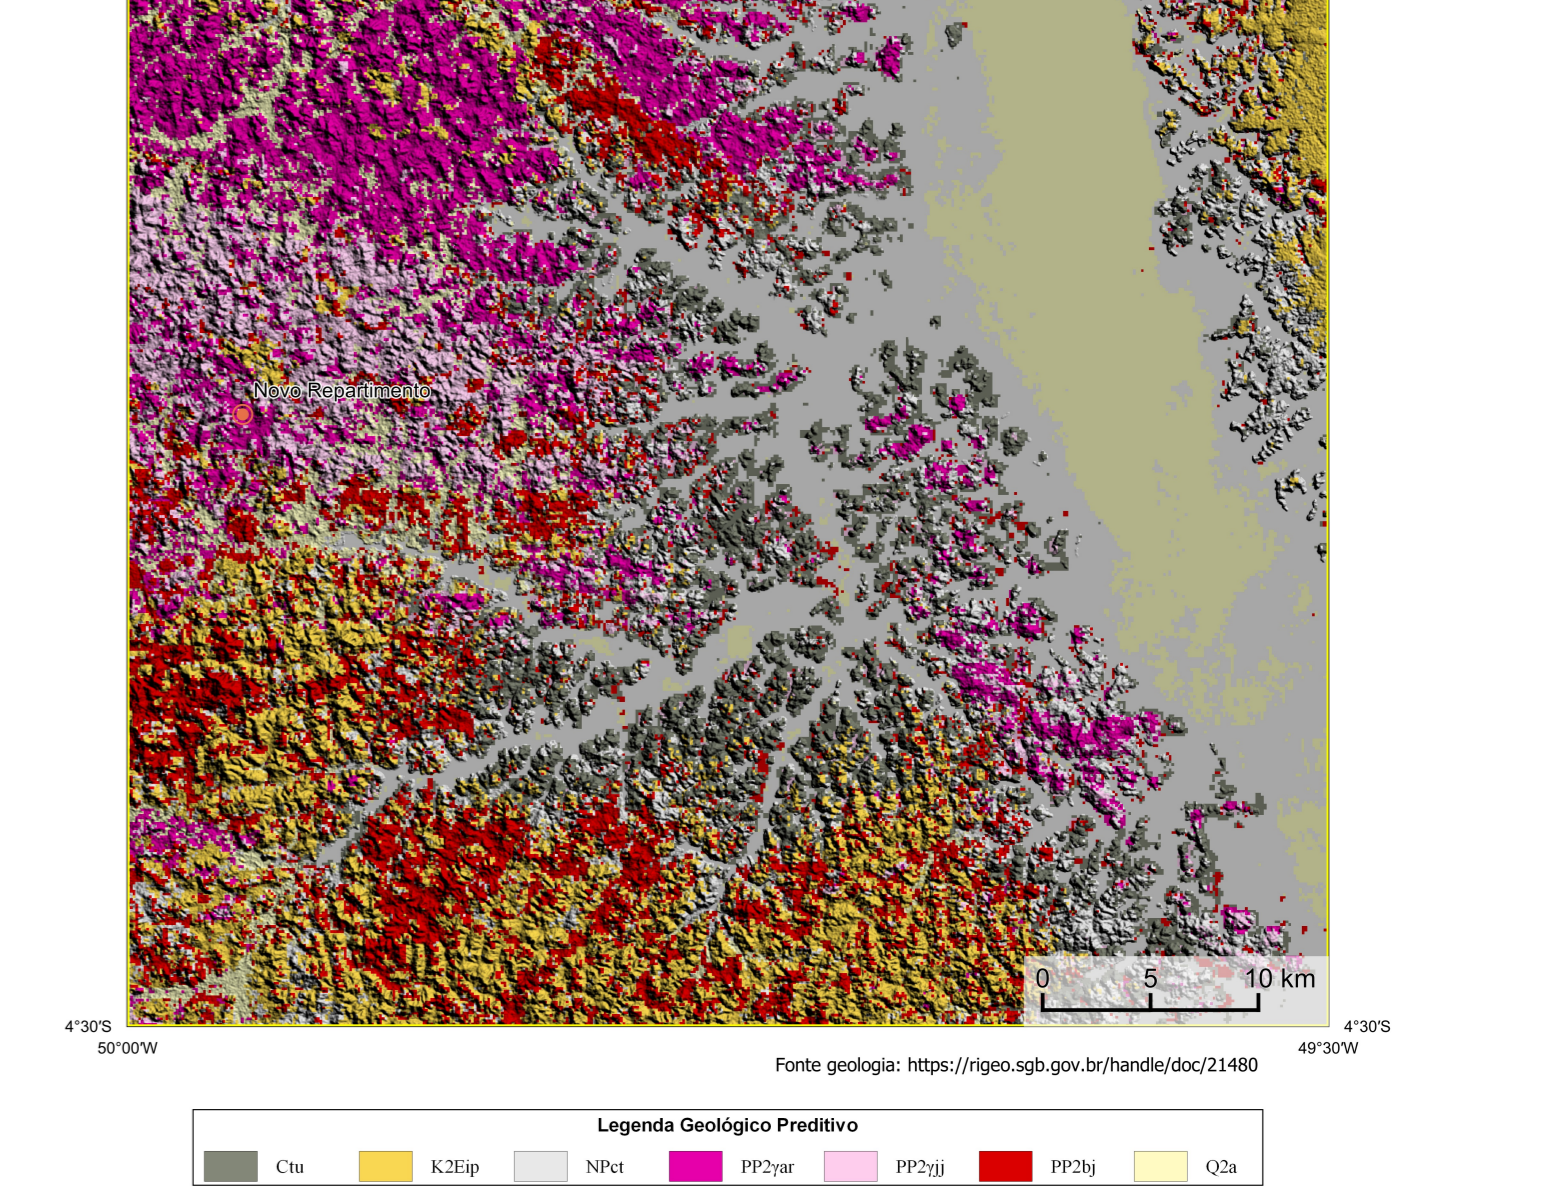 Novo Repartimento
0 5 10 km
4°30'S 4°30'S
50°00'W 49°30'W
Fonte geologia: https://rigeo.sgb.gov.br/handle/doc/21480
Legenda Geológico Preditivo
Ctu K2Eip NPct PP2γar PP2γjj PP2bj Q2a